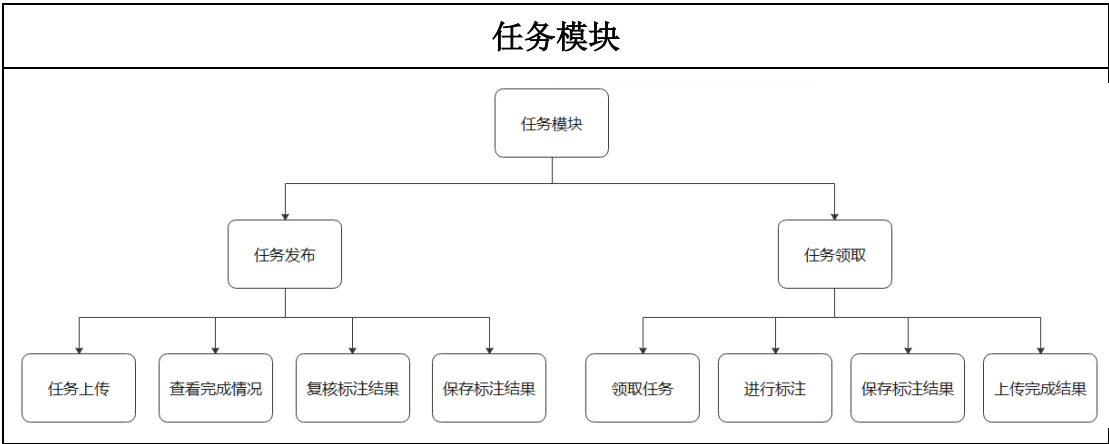 任务模块
任务模块
任务发布
任务领取
任务上传
查看完成情况
复核标注结果
保存标注结果
领取任务
进行标注
保存标注结果
上传完成结果